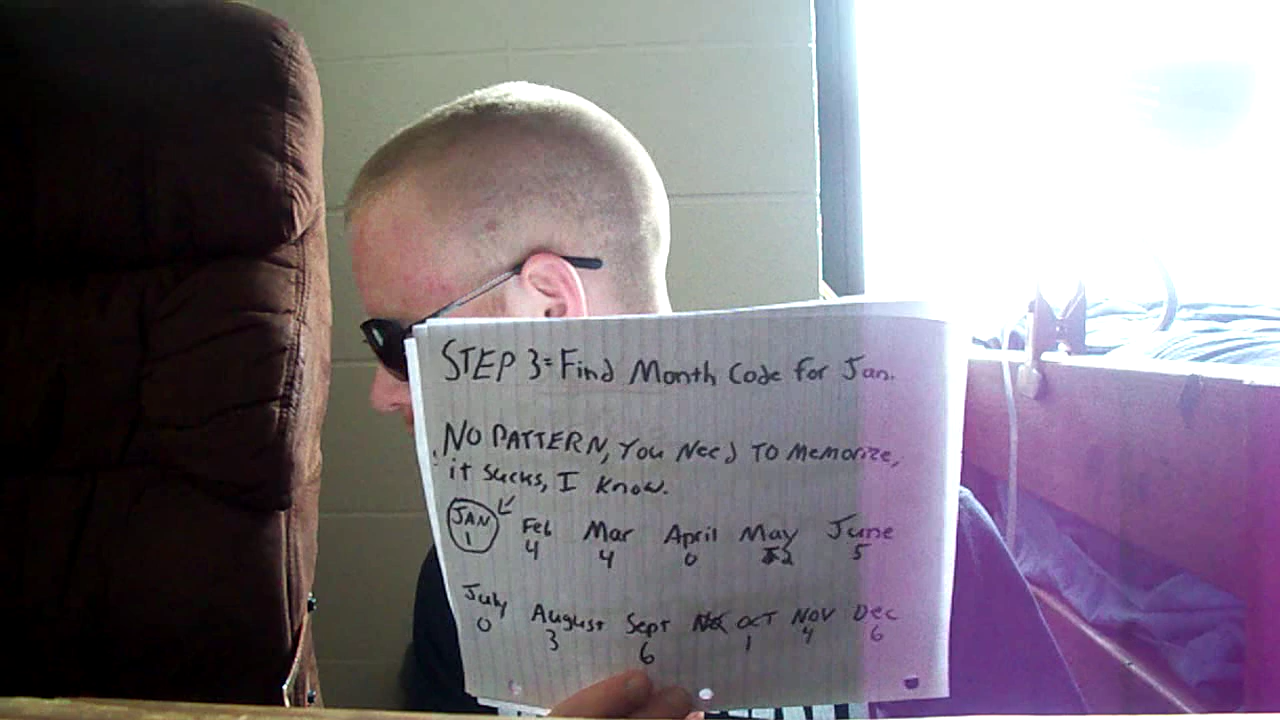 STEP 3= Find Month Code for Jan.
NO PATTERN, You Need To Memorize,
it sucks, I know.
JAN Feb Mar April May June
1 4 4 0 2 5
July August Sept OCT NOV Dec
0 3 6 1 4 6